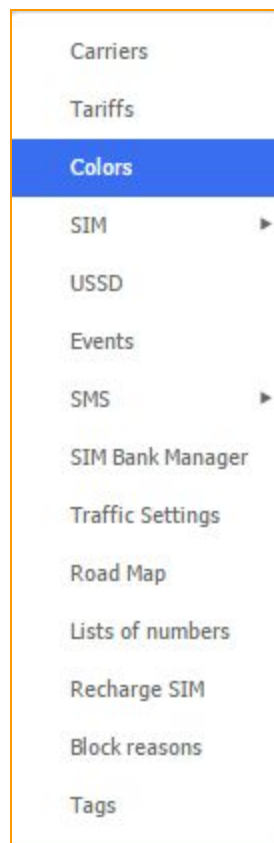 Carriers
Tariffs
Colors
SIM
USSD
Events
SMS
SIM Bank Manager
Traffic Settings
Road Map
Lists of numbers
Recharge SIM
Block reasons
Tags